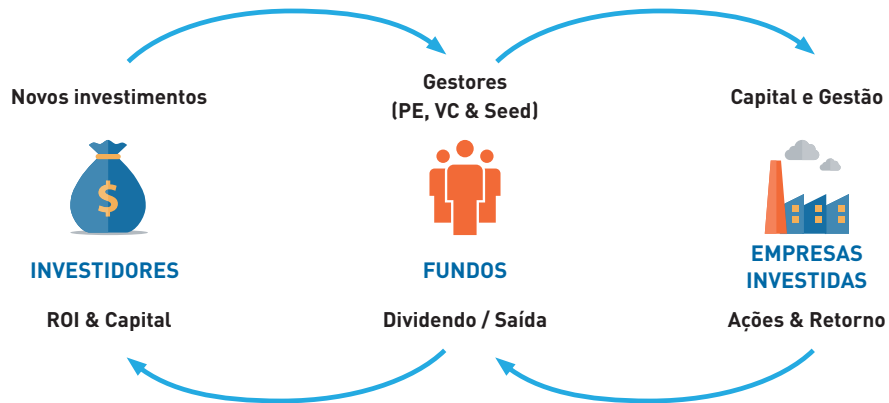 Novos investimentos
Gestores
(PE, VC & Seed)
Capital e Gestão
$
INVESTIDORES
FUNDOS
EMPRESAS
INVESTIDAS
ROI & Capital
Dividendo / Saída
Ações & Retorno